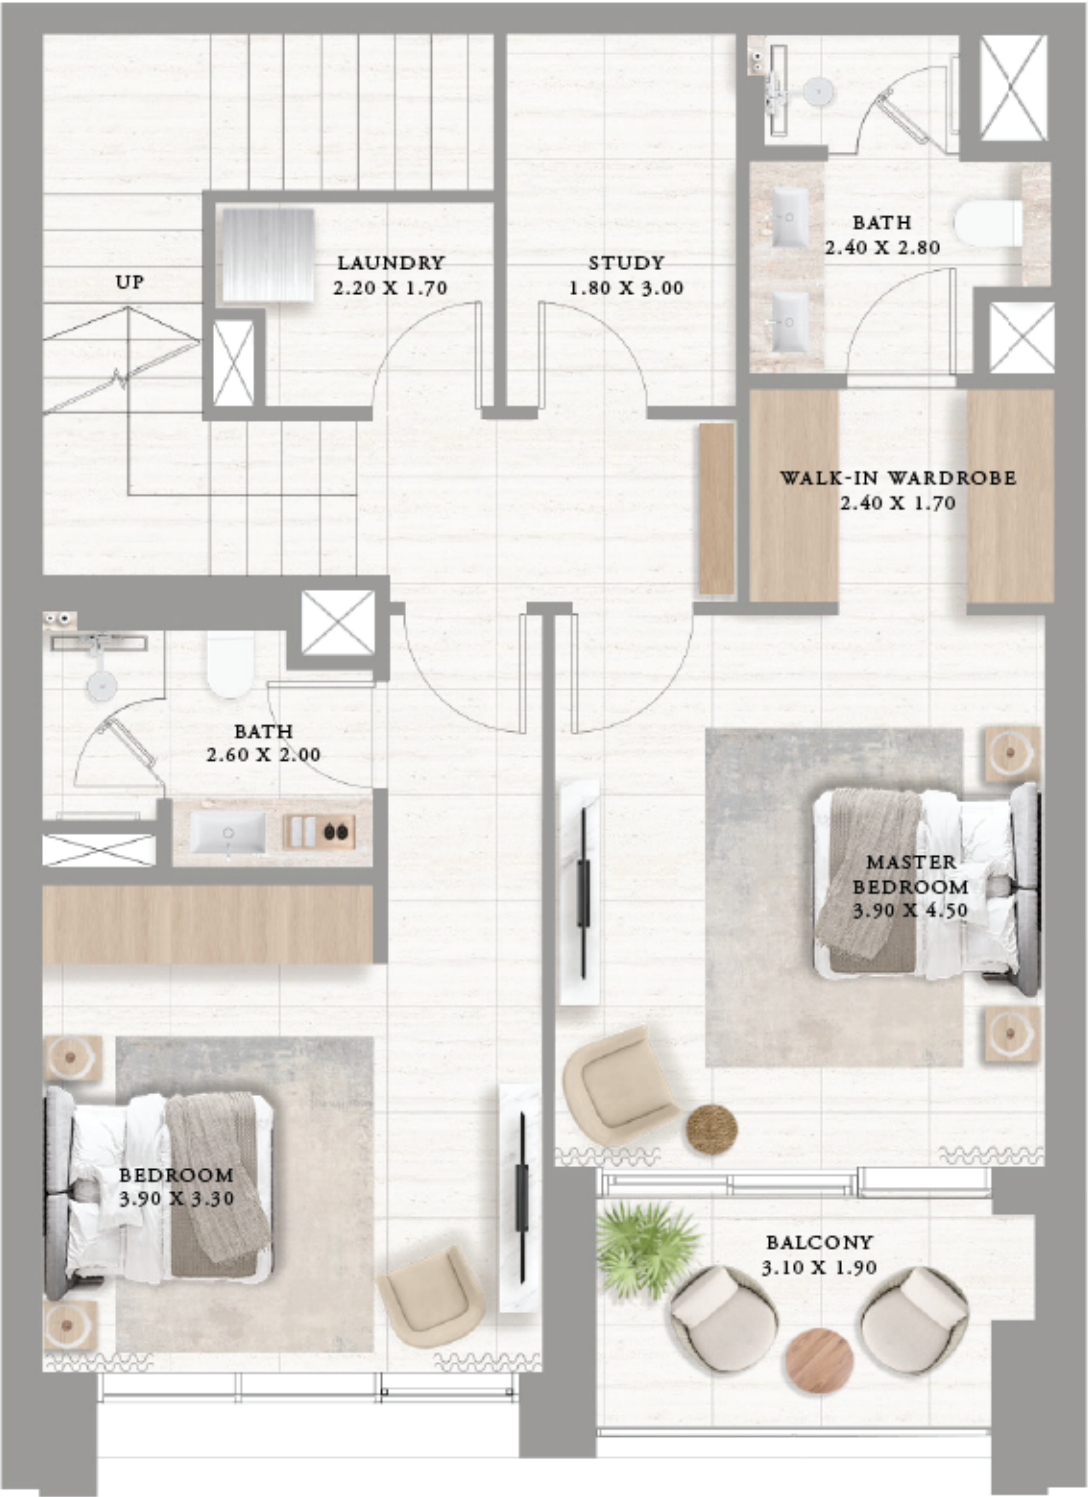 BATH
2.40 X 2.80
LAUNDRY
2.20 X 1.70
STUDY
1.80 X 3.00
UP
WALK-IN WARDROBE
2.40 X 1.70
BATH
2.60 X 2.00
MASTER
BEDROOM
3.90 X 4.50
BEDROOM
3.90 X 3.30
BALCONY
3.10 X 1.90